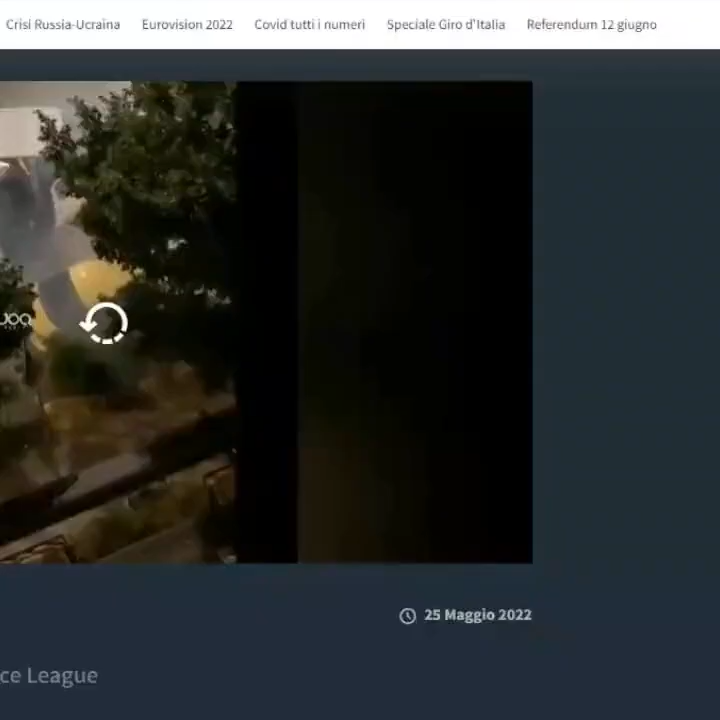 Crisi Russia-Ucraina Eurovision 2022 Covid tutti i numeri Speciale Giro d'Italia Referendum 12 giugno
25 Maggio 2022
ce League